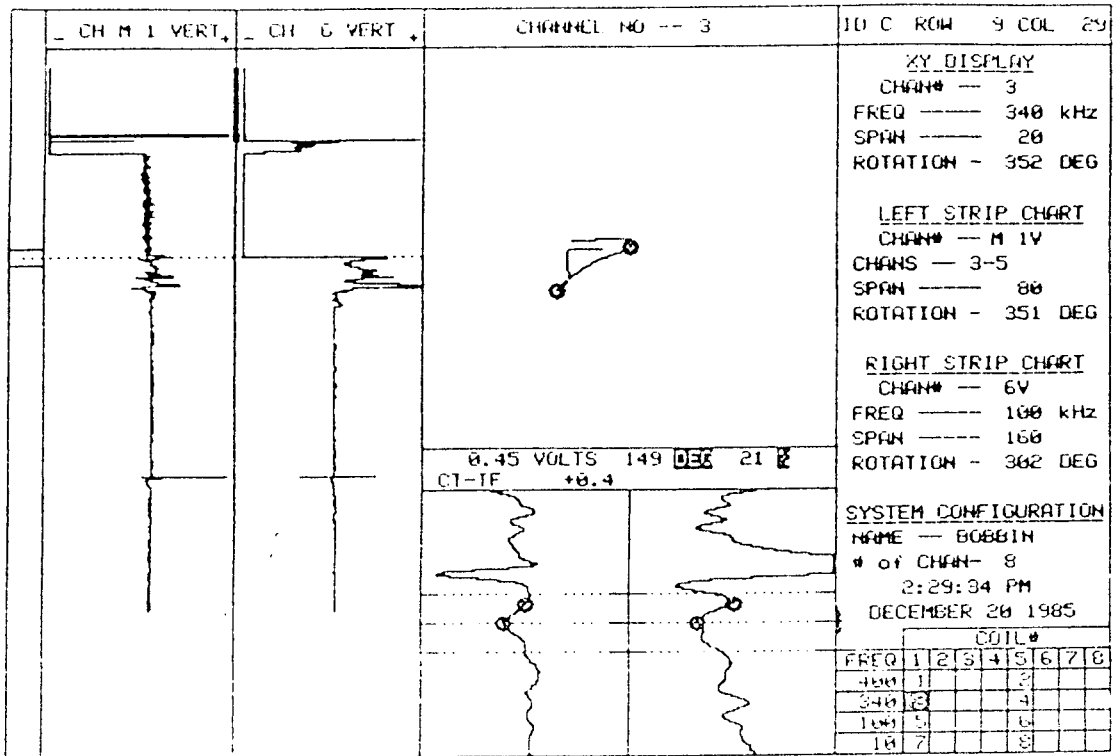 _ CH M 1 VERT +
_ CH 6 VERT +
CHANNEL NO -- 3
ID C ROW 9 COL 29
XY DISPLAY
CHAN# -- 3
FREQ ----- 340 kHz
SPAN ----- 20
ROTATION - 352 DEG
LEFT STRIP CHART
CHAN# -- M 1V
CHANS -- 3-5
SPAN ----- 80
ROTATION - 351 DEG
RIGHT STRIP CHART
CHAN# -- 6V
FREQ ----- 100 kHz
SPAN ----- 160
ROTATION - 302 DEG
0.45 VOLTS 149 DEG 21 %
CT-TF +0.4
SYSTEM CONFIGURATION
NAME -- BOBBIN
# of CHAN- 8
2:29:34 PM
DECEMBER 20 1985
COIL#
FREQ 1 2 3 4 5 6 7 8
400 1 2
340 3 4
100 5 6
10 7 8